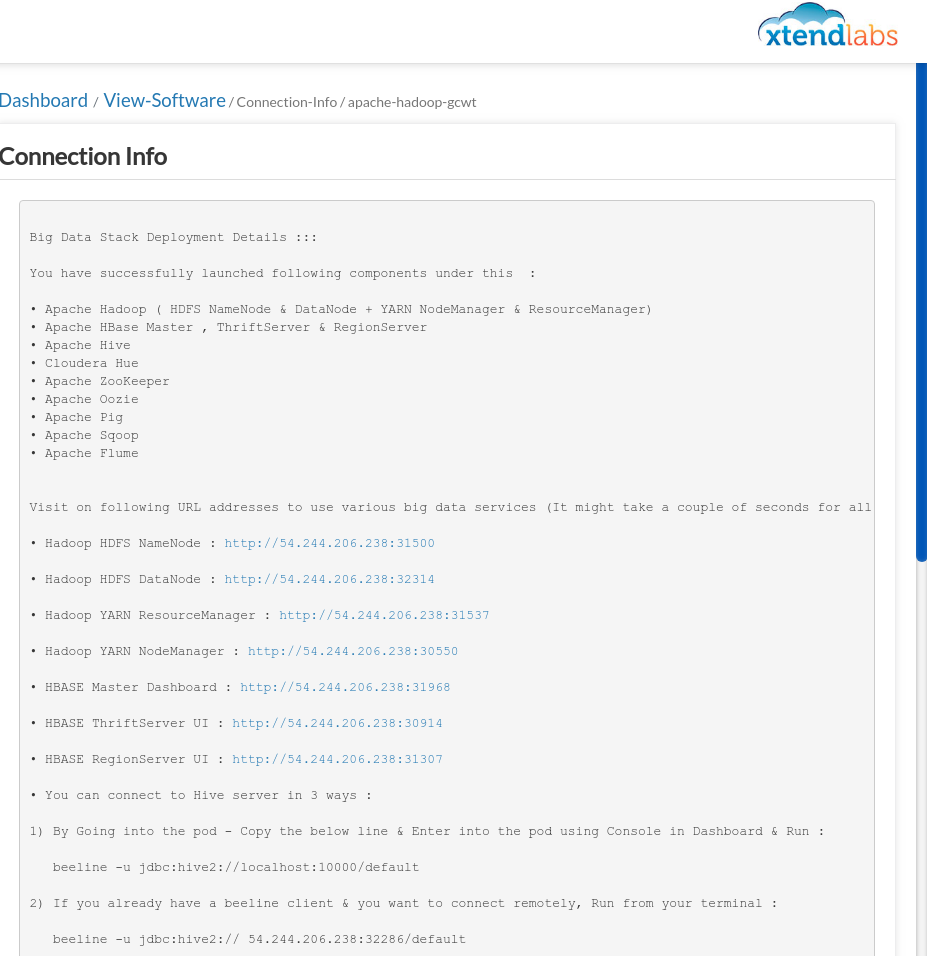 xtendlabs
Dashboard / View-Software / Connection-Info / apache-hadoop-gcwt
Connection Info
Big Data Stack Deployment Details :::
You have successfully launched following components under this  :
• Apache Hadoop ( HDFS NameNode & DataNode + YARN NodeManager & ResourceManager)
• Apache HBase Master , ThriftServer & RegionServer
• Apache Hive
• Cloudera Hue
• Apache ZooKeeper
• Apache Oozie
• Apache Pig
• Apache Sqoop
• Apache Flume
Visit on following URL addresses to use various big data services (It might take a couple of seconds for all
• Hadoop HDFS NameNode : http://54.244.206.238:31500
• Hadoop HDFS DataNode : http://54.244.206.238:32314
• Hadoop YARN ResourceManager : http://54.244.206.238:31537
• Hadoop YARN NodeManager : http://54.244.206.238:30550
• HBASE Master Dashboard : http://54.244.206.238:31968
• HBASE ThriftServer UI : http://54.244.206.238:30914
• HBASE RegionServer UI : http://54.244.206.238:31307
• You can connect to Hive server in 3 ways :
1) By Going into the pod - Copy the below line & Enter into the pod using Console in Dashboard & Run :
beeline -u jdbc:hive2://localhost:10000/default
2) If you already have a beeline client & you want to connect remotely, Run from your terminal :
beeline -u jdbc:hive2:// 54.244.206.238:32286/default